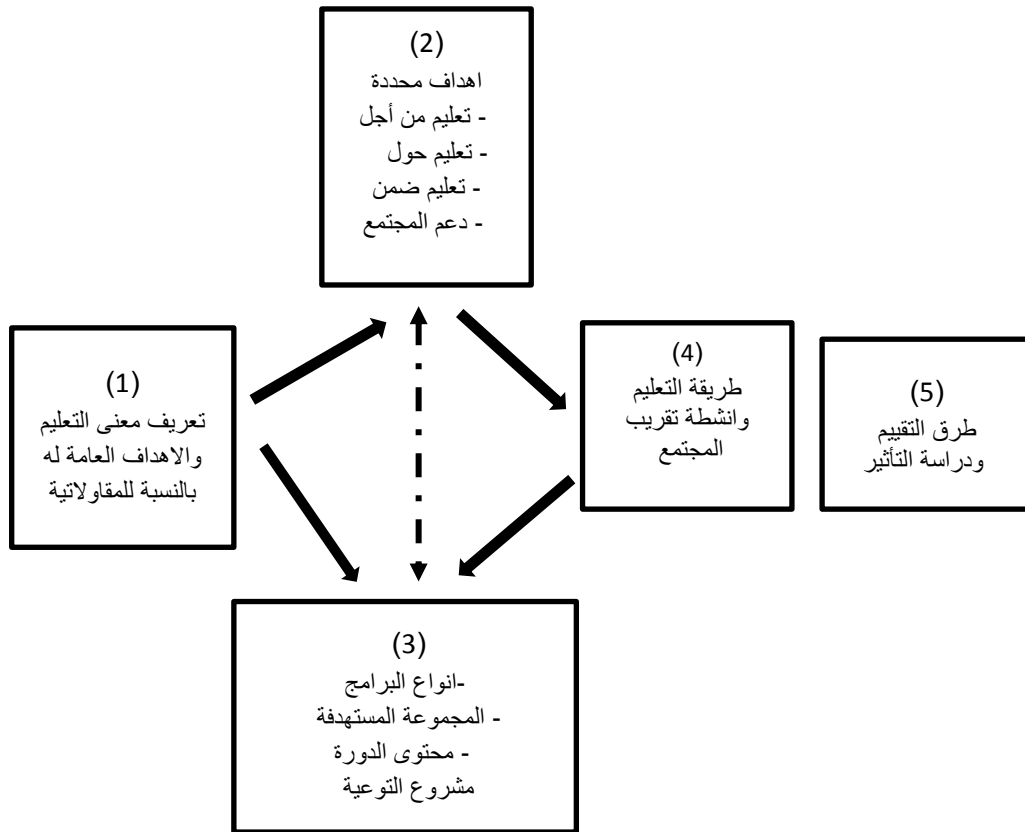 (1)
تعريف معنى التعليم
والاهداف العامة له
بالنسبة للمقاولاتية
(2)
اهداف محددة
- تعليم من أجل
- تعليم حول
- تعليم ضمن
- دعم المجتمع
(3)
-انواع البرامج
- المجموعة المستهدفة
- محتوى الدورة
مشروع التوعية
(4)
طريقة التعليم
وانشطة تقريب
المجتمع
(5)
طرق التقييم
ودراسة التأثير